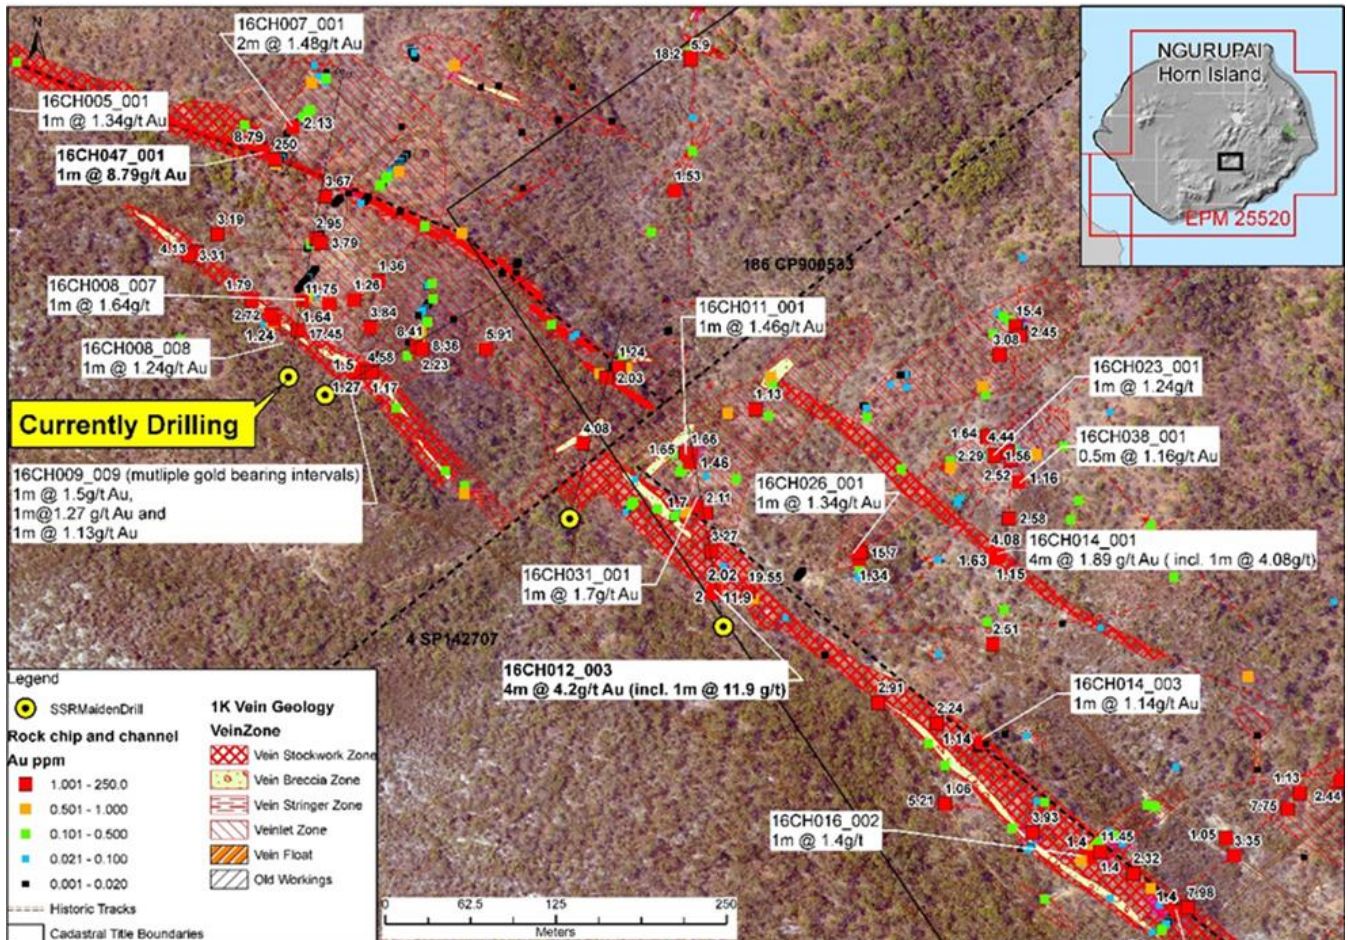 N
16CH007_001
2m @ 1.48g/t Au
16CH005_001
1m @ 1.34g/t Au
16CH047_001
1m @ 8.79g/t Au
8.79
250
2.13
3.67
2.95
3.79
3.19
4.13
3.31
18.2
5.9
1.53
NGURUPAI
Horn Island
EPM 25520
186 CP900533
16CH008_007
1m @ 1.64g/t
1.79
11.75
1.26
1.36
2.72
1.64
3.84
1.24
17.45
8.41
8.36
5.91
2.23
16CH008_008
1m @ 1.24g/t Au
1.5
4.58
1.27
1.17
Currently Drilling
16CH009_009 (mutliple gold bearing intervals)
1m @ 1.5g/t Au,
1m@1.27 g/t Au and
1m @ 1.13g/t Au
1.24
2.03
16CH011_001
1m @ 1.46g/t Au
4.08
1.65
1.66
1.46
1.13
15.4
2.45
3.08
16CH023_001
1m @ 1.24g/t
1.64
4.44
2.29
1.56
2.52
1.16
16CH038_001
0.5m @ 1.16g/t Au
16CH026_001
1m @ 1.34g/t Au
1.7
2.11
3.27
2.02
2
11.9
19.55
15.7
1.34
2.58
4.08
1.63
1.15
16CH014_001
4m @ 1.89 g/t Au ( incl. 1m @ 4.08g/t)
16CH031_001
1m @ 1.7g/t Au
2.51
4 SP142707
16CH012_003
4m @ 4.2g/t Au (incl. 1m @ 11.9 g/t)
16CH014_003
1m @ 1.14g/t Au
2.91
2.24
1.14
1.06
5.21
3.93
16CH016_002
1m @ 1.4g/t
1.4
11.45
1.4
2.32
1.4
7.98
1.13
2.44
7.75
1.05
3.35
Legend
SSRMaidenDrill
Rock chip and channel
Au ppm
1.001 - 250.0
0.501 - 1.000
0.101 - 0.500
0.021 - 0.100
0.001 - 0.020
Historic Tracks
Cadastral Title Boundaries
1K Vein Geology
VeinZone
Vein Stockwork Zone
Vein Breccia Zone
Vein Stringer Zone
Veinlet Zone
Vein Float
Old Workings
0 62.5 125 250
Meters